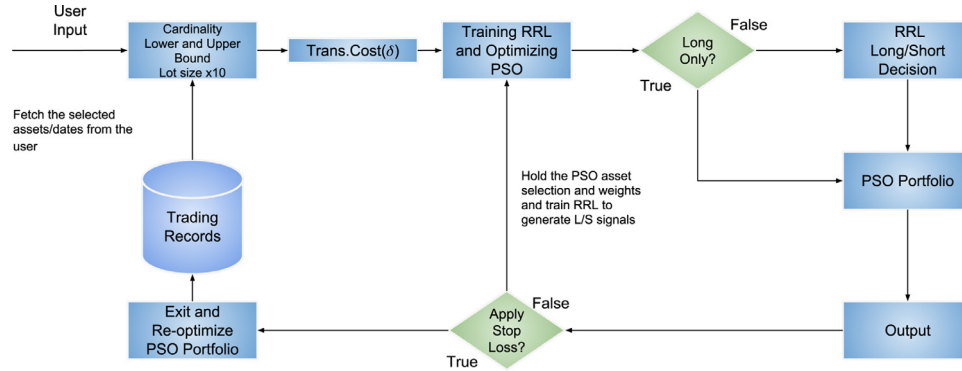 User
Input
Cardinality
Lower and Upper
Bound
Lot size x10
Trans.Cost(δ)
Training RRL
and Optimizing
PSO
Long
Only?
False
True
RRL
Long/Short
Decision
Fetch the selected
assets/dates from the
user
Trading
Records
Hold the PSO asset
selection and weights
and train RRL to
generate L/S signals
PSO Portfolio
Exit and
Re-optimize
PSO Portfolio
Apply
Stop
Loss?
False
True
Output